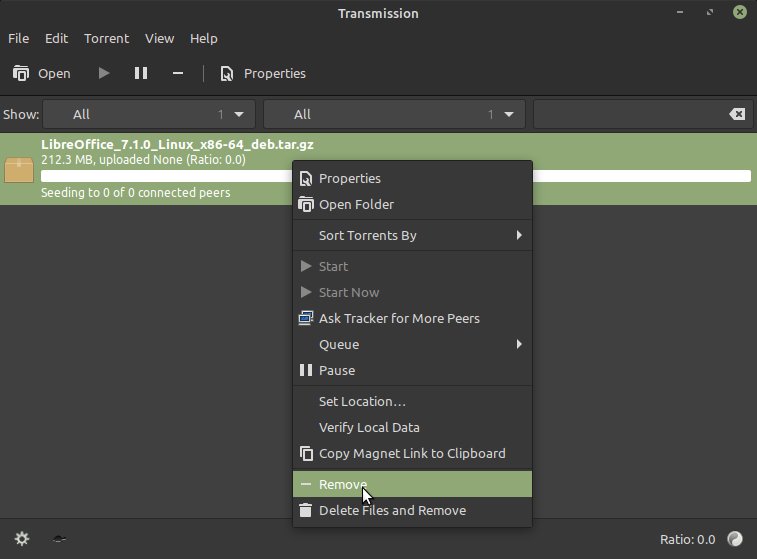 Transmission
File Edit Torrent View Help
Open Properties
Show: All 1 All 1
LibreOffice_7.1.0_Linux_x86-64_deb.tar.gz
212.3 MB, uploaded None (Ratio: 0.0)
Seeding to 0 of 0 connected peers
Properties
Open Folder
Sort Torrents By
Start
Start Now
Ask Tracker for More Peers
Queue
Pause
Set Location...
Verify Local Data
Copy Magnet Link to Clipboard
Remove
Delete Files and Remove
Ratio: 0.0